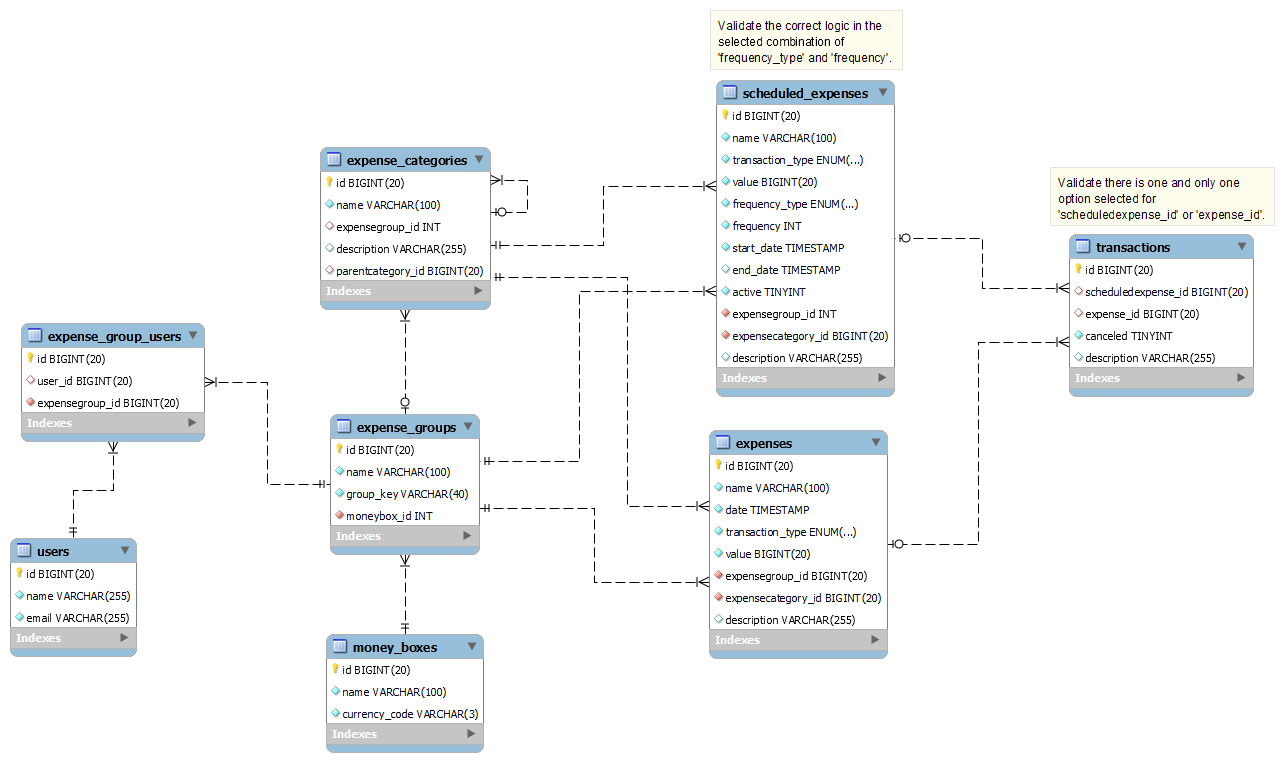 Validate the correct logic in the
selected combination of
'frequency_type' and 'frequency'.
scheduled_expenses
id BIGINT(20)
name VARCHAR(100)
transaction_type ENUM(...)
value BIGINT(20)
frequency_type ENUM(...)
frequency INT
start_date TIMESTAMP
end_date TIMESTAMP
active TINYINT
expensegroup_id INT
expensecategory_id BIGINT(20)
description VARCHAR(255)
Indexes
expense_categories
id BIGINT(20)
name VARCHAR(100)
expensegroup_id INT
description VARCHAR(255)
parentcategory_id BIGINT(20)
Indexes
Validate there is one and only one
option selected for
'scheduledexpense_id' or 'expense_id'.
transactions
id BIGINT(20)
scheduledexpense_id BIGINT(20)
expense_id BIGINT(20)
canceled TINYINT
description VARCHAR(255)
Indexes
expense_group_users
id BIGINT(20)
user_id BIGINT(20)
expensegroup_id BIGINT(20)
Indexes
expense_groups
id BIGINT(20)
name VARCHAR(100)
group_key VARCHAR(40)
moneybox_id INT
Indexes
expenses
id BIGINT(20)
name VARCHAR(100)
date TIMESTAMP
transaction_type ENUM(...)
value BIGINT(20)
expensegroup_id BIGINT(20)
expensecategory_id BIGINT(20)
description VARCHAR(255)
Indexes
users
id BIGINT(20)
name VARCHAR(255)
email VARCHAR(255)
Indexes
money_boxes
id BIGINT(20)
name VARCHAR(100)
currency_code VARCHAR(3)
Indexes